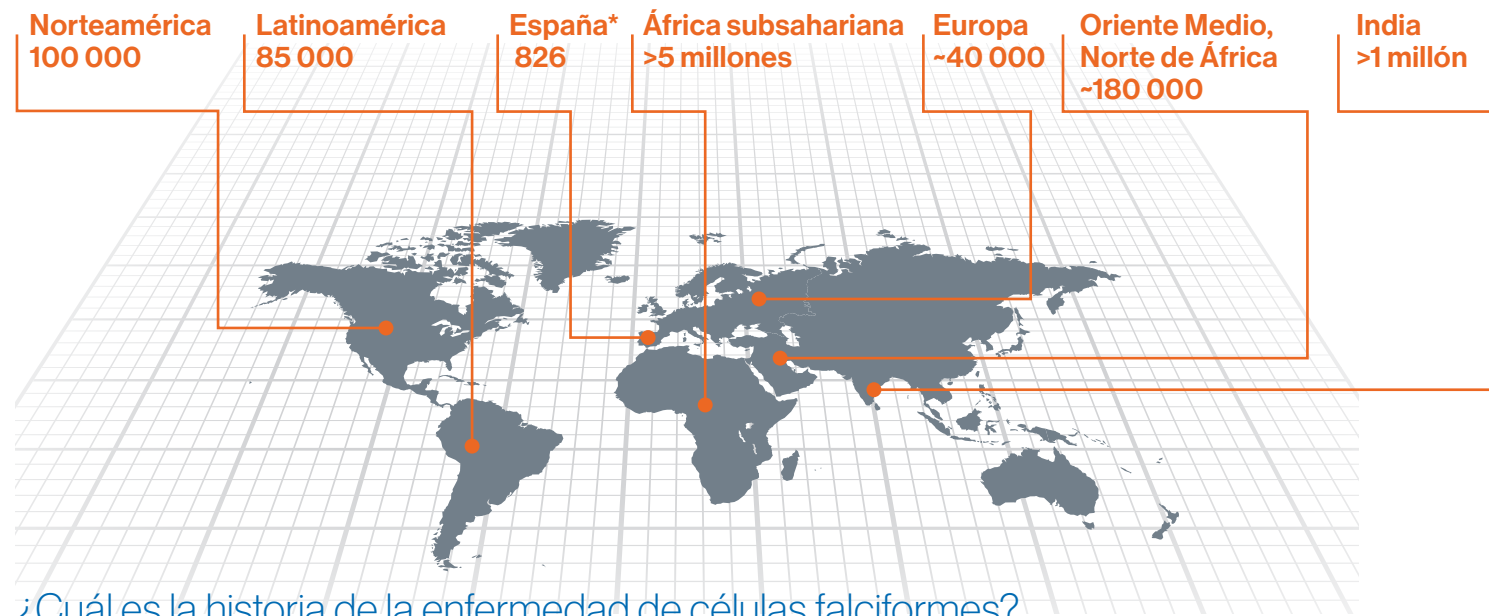 Norteamérica
100 000
Latinoamérica
85 000
España*
826
África subsahariana
>5 millones
Europa
~40 000
Oriente Medio,
Norte de África
~180 000
India
>1 millón
¿Cuál es la historia de la enfermedad de células falciformes?